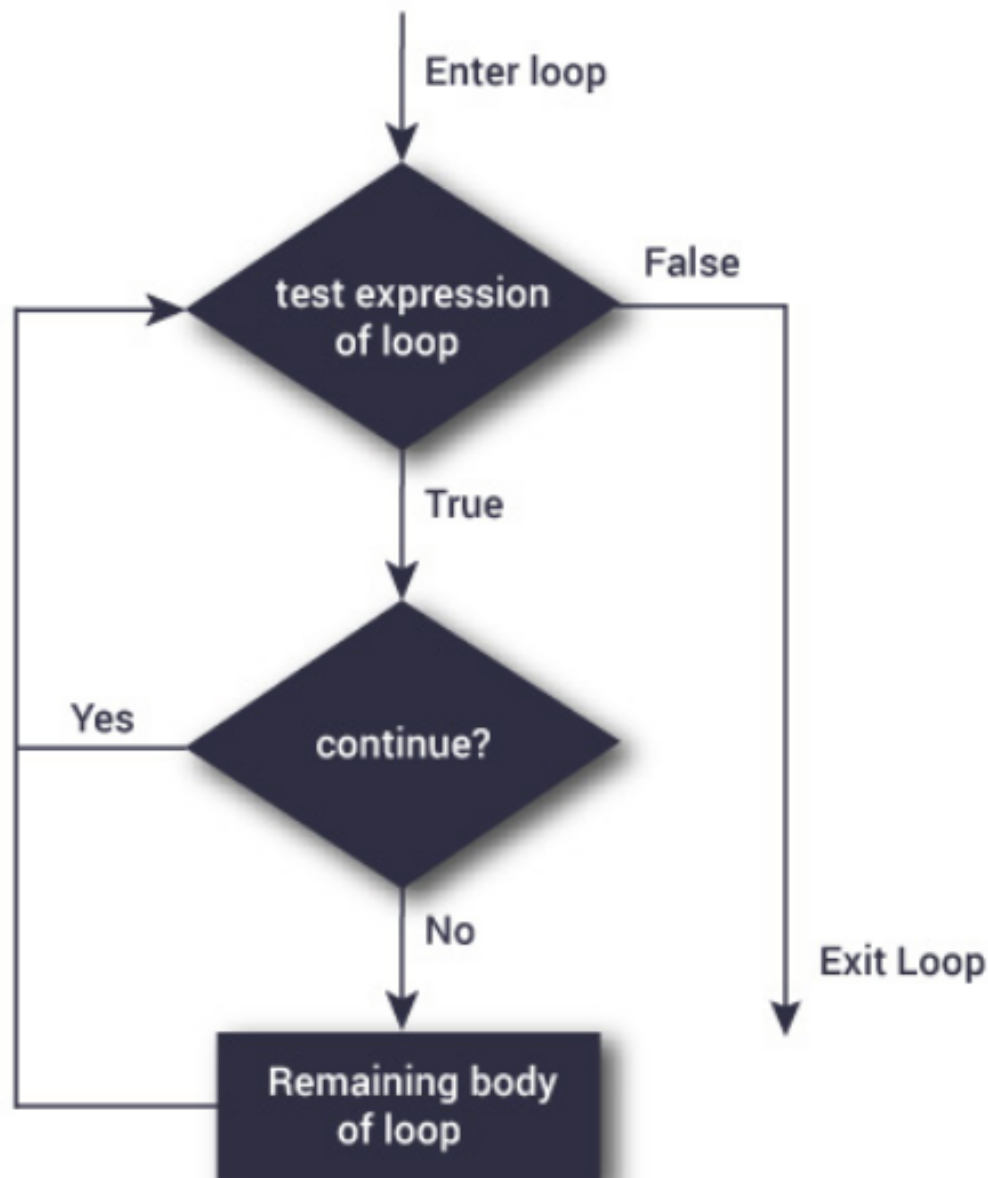 Enter loop
False
test expression
of loop
True
Yes
continue?
No
Exit Loop
Remaining body
of loop